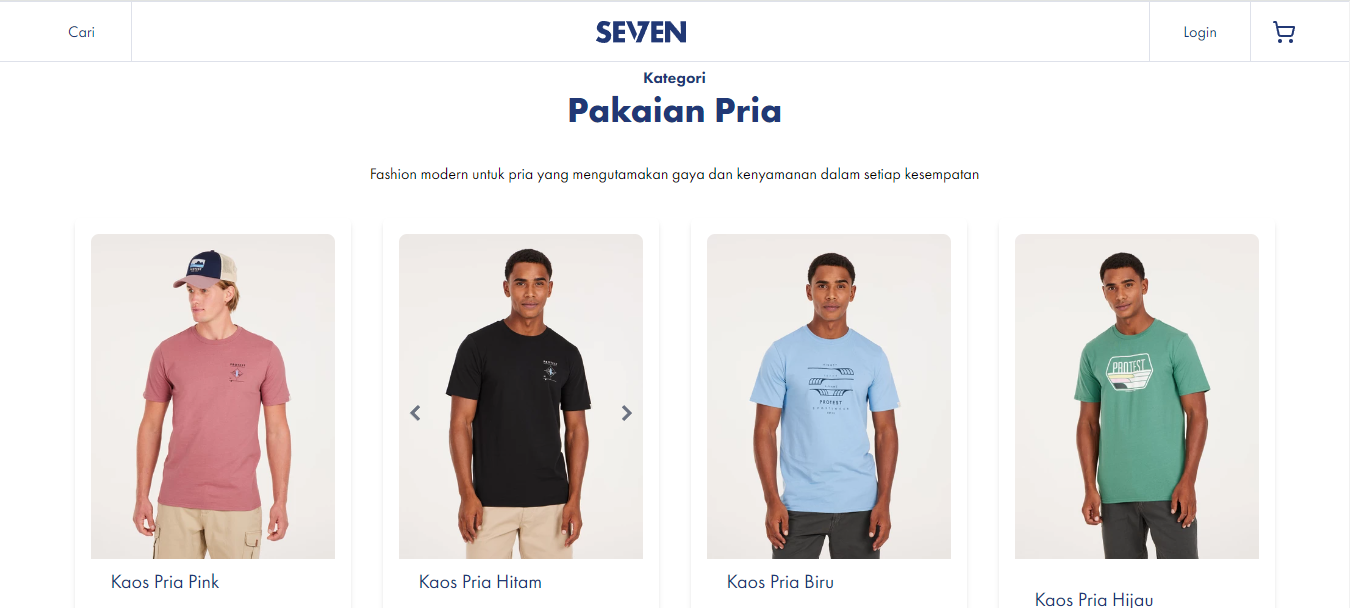 Cari
SEVEN
Login
Kategori
Pakaian Pria
Fashion modern untuk pria yang mengutamakan gaya dan kenyamanan dalam setiap kesempatan
PROTEST
PROTEST
PROTEST
PROTEST
Kaos Pria Pink
Kaos Pria Hitam
Kaos Pria Biru
Kaos Pria Hijau